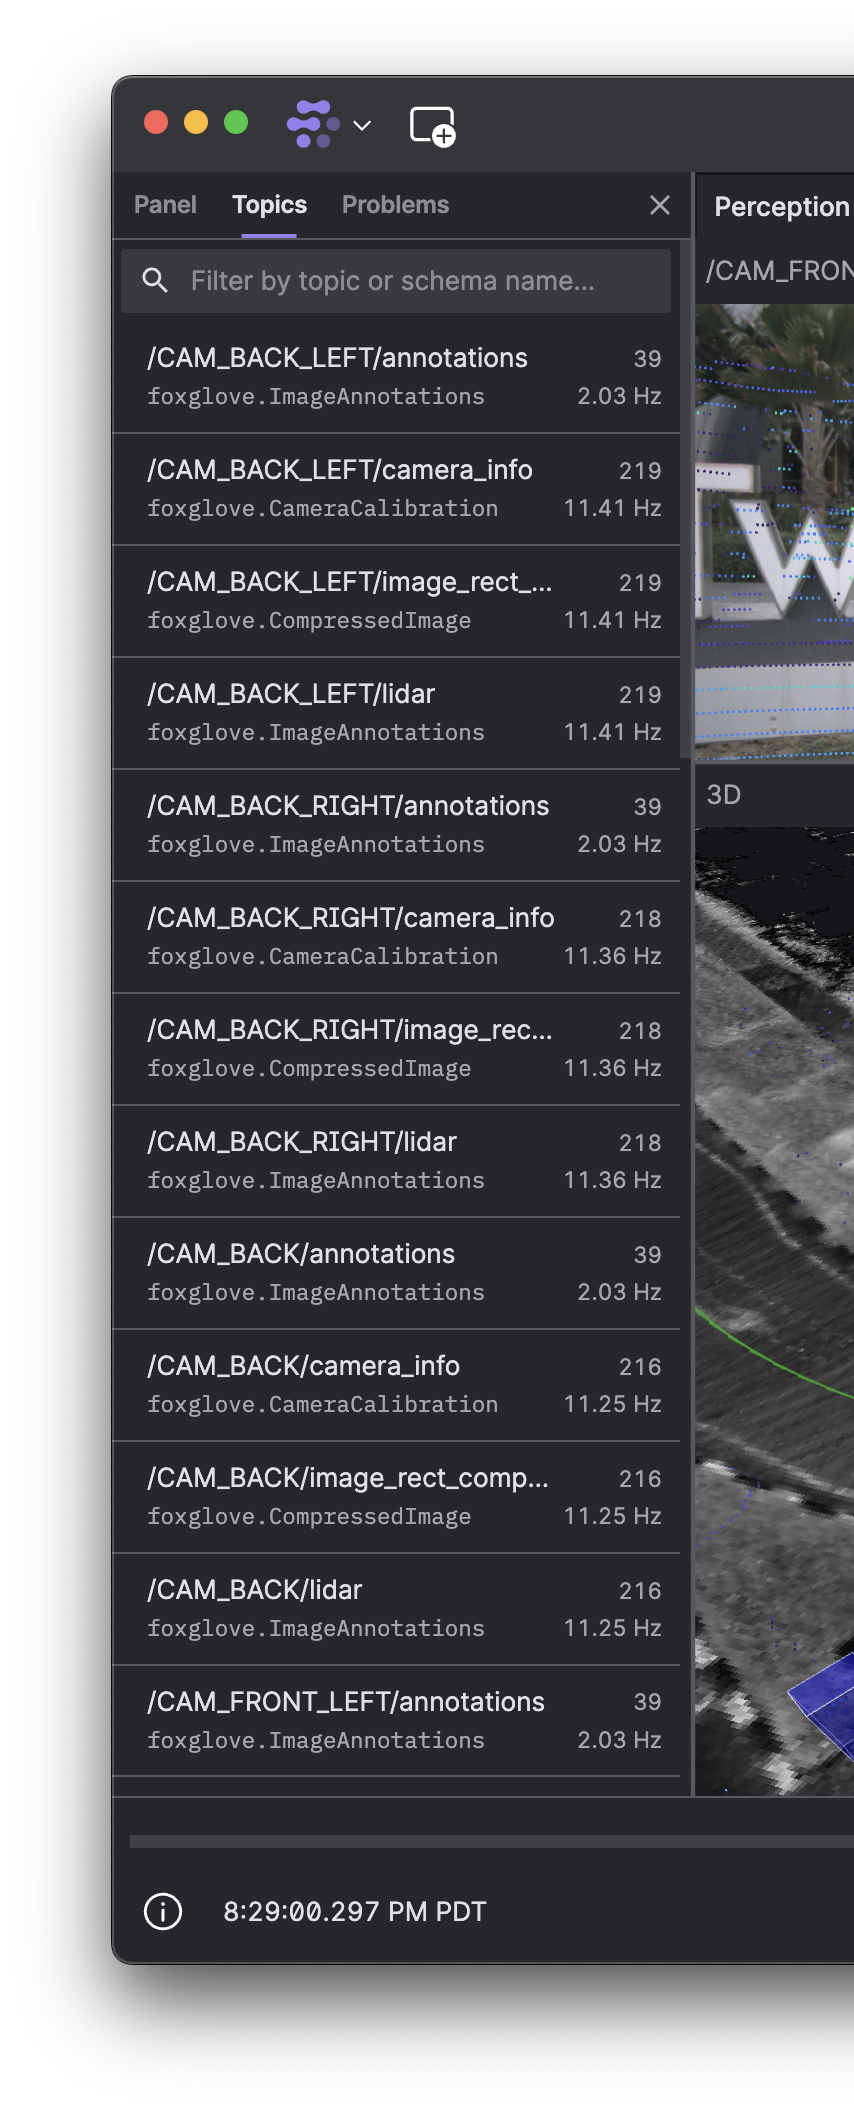 Panel Topics Problems
Filter by topic or schema name...
/CAM_BACK_LEFT/annotations 39
foxglove.ImageAnnotations 2.03 Hz
/CAM_BACK_LEFT/camera_info 219
foxglove.CameraCalibration 11.41 Hz
/CAM_BACK_LEFT/image_rect_... 219
foxglove.CompressedImage 11.41 Hz
/CAM_BACK_LEFT/lidar 219
foxglove.ImageAnnotations 11.41 Hz
/CAM_BACK_RIGHT/annotations 39
foxglove.ImageAnnotations 2.03 Hz
/CAM_BACK_RIGHT/camera_info 218
foxglove.CameraCalibration 11.36 Hz
/CAM_BACK_RIGHT/image_rec... 218
foxglove.CompressedImage 11.36 Hz
/CAM_BACK_RIGHT/lidar 218
foxglove.ImageAnnotations 11.36 Hz
/CAM_BACK/annotations 39
foxglove.ImageAnnotations 2.03 Hz
/CAM_BACK/camera_info 216
foxglove.CameraCalibration 11.25 Hz
/CAM_BACK/image_rect_comp... 216
foxglove.CompressedImage 11.25 Hz
/CAM_BACK/lidar 216
foxglove.ImageAnnotations 11.25 Hz
/CAM_FRONT_LEFT/annotations 39
foxglove.ImageAnnotations 2.03 Hz
8:29:00.297 PM PDT
Perception
/CAM_FRON
3D